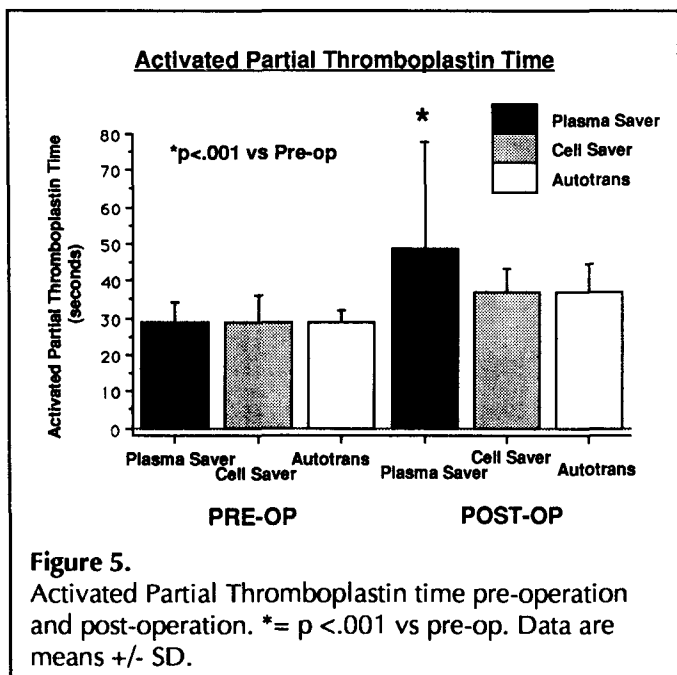 Activated Partial Thromboplastin Time
*
Plasma Saver
Cell Saver
Autotrans
*p<.001 vs Pre-op
Activated Partial Thromboplastin Time
(seconds)
80
70
60
50
40
30
20
10
0
Plasma Saver
Cell Saver
Autotrans
Plasma Saver
Cell Saver
Autotrans
PRE-OP
POST-OP
Figure 5.
Activated Partial Thromboplastin time pre-operation
and post-operation. *= p <.001 vs pre-op. Data are
means +/- SD.